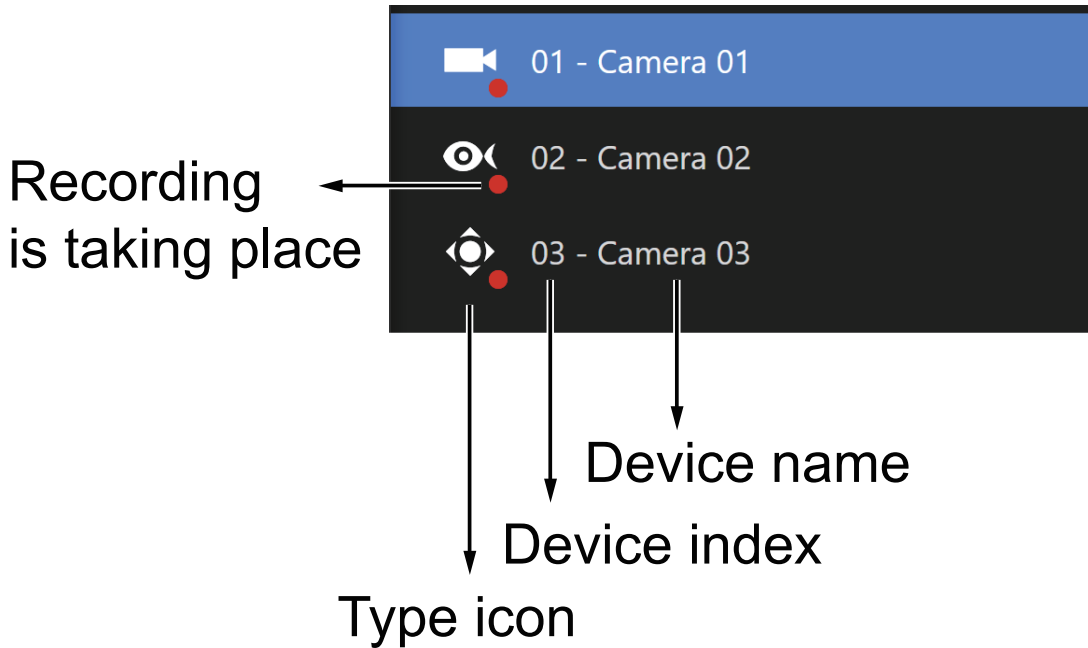 01 - Camera 01
02 - Camera 02
03 - Camera 03
Recording
is taking place
Device name
Device index
Type icon